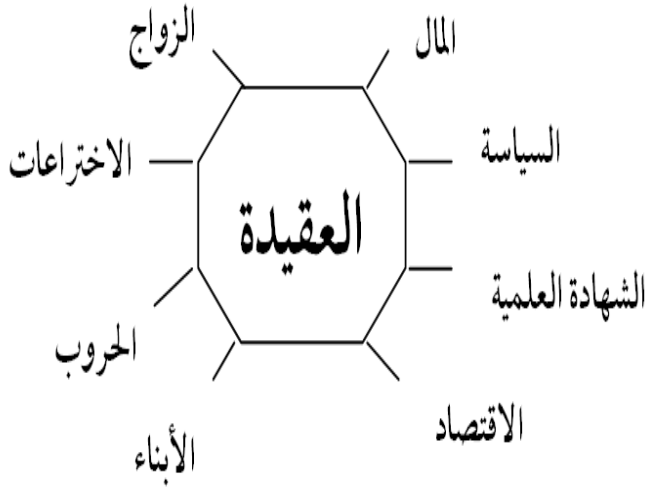 المال
الزواج
السياسة
الاختراعات
العقيدة
الشهادة العلمية
الحروب
الاقتصاد
الأبناء